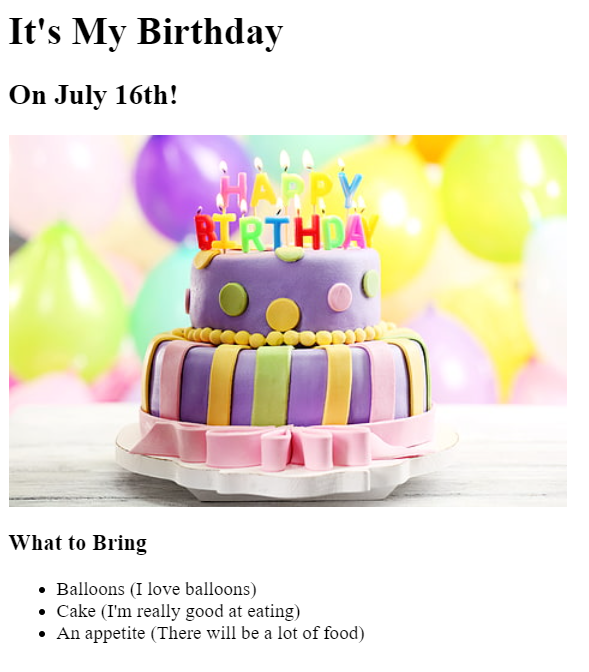 It's My Birthday
On July 16th!
HAPPY
BIRTHDAY
What to Bring
Balloons (I love balloons)
Cake (I'm really good at eating)
An appetite (There will be a lot of food)